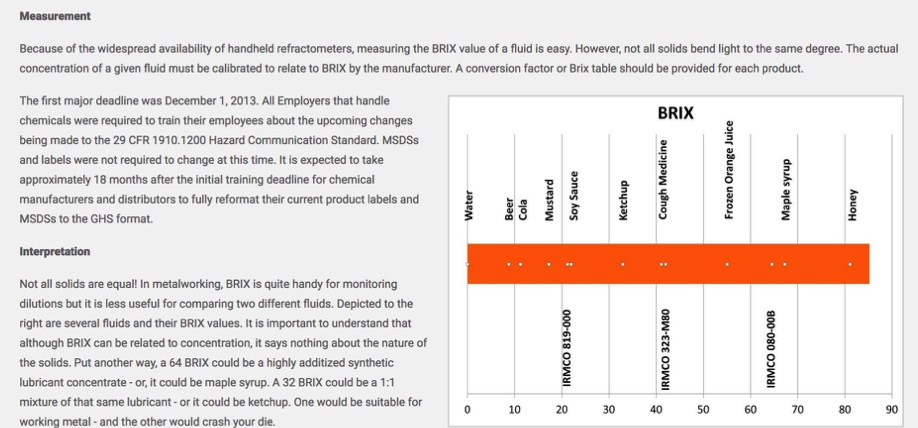 Measurement
Because of the widespread availability of handheld refractometers, measuring the BRIX value of a fluid is easy. However, not all solids bend light to the same degree. The actual
concentration of a given fluid must be calibrated to relate to BRIX by the manufacturer. A conversion factor or Brix table should be provided for each product.
The first major deadline was December 1, 2013. All Employers that handle
chemicals were required to train their employees about the upcoming changes
being made to the 29 CFR 1910.1200 Hazard Communication Standard. MSDSs
and labels were not required to change at this time. It is expected to take
approximately 18 months after the initial training deadline for chemical
manufacturers and distributors to fully reformat their current product labels and
MSDSs to the GHS format.
Interpretation
Not all solids are equal! In metalworking, BRIX is quite handy for monitoring
dilutions but it is less useful for comparing two different fluids. Depicted to the
right are several fluids and their BRIX values. It is important to understand that
although BRIX can be related to concentration, it says nothing about the nature of
the solids. Put another way, a 64 BRIX could be a highly additized synthetic
lubricant concentrate - or, it could be maple syrup. A 32 BRIX could be a 1:1
mixture of that same lubricant - or it could be ketchup. One would be suitable for
working metal - and the other would crash your die.
BRIX
Water
Beer
Cola
Mustard
Soy Sauce
Ketchup
Cough Medicine
Frozen Orange Juice
Maple syrup
Honey
IRMCO 819-000
IRMCO 323-M80
IRMCO 080-00B
0 10 20 30 40 50 60 70 80 90